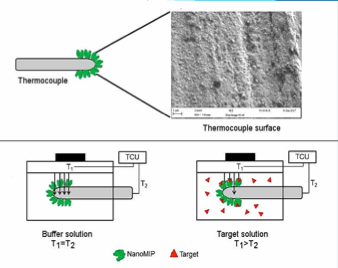 Thermocouple
Thermocouple surface
TCU
T1
T2
Buffer solution
T1=T2
TCU
T1
T2
Target solution
T1>T2
NanoMIP
Target